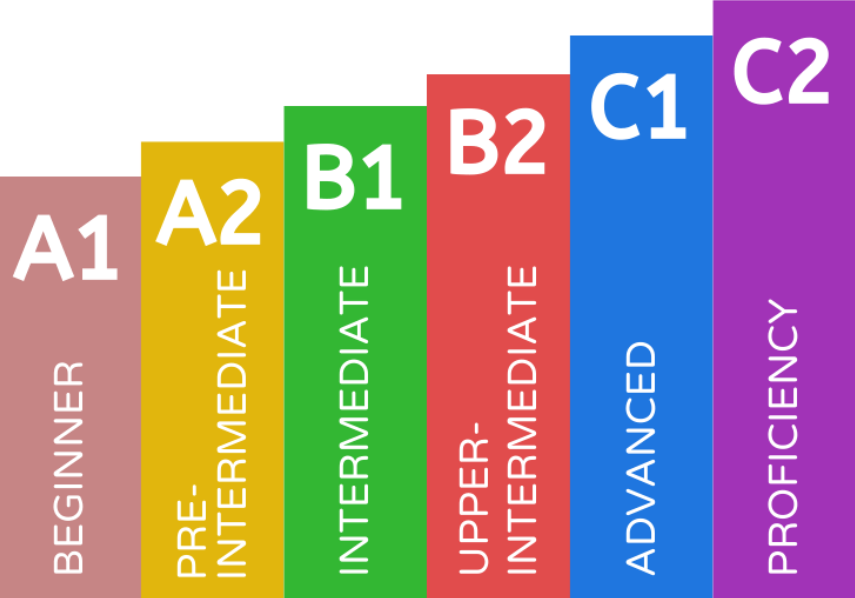 A1
BEGINNER
A2
PRE-
INTERMEDIATE
B1
INTERMEDIATE
B2
UPPER-
INTERMEDIATE
C1
ADVANCED
C2
PROFICIENCY